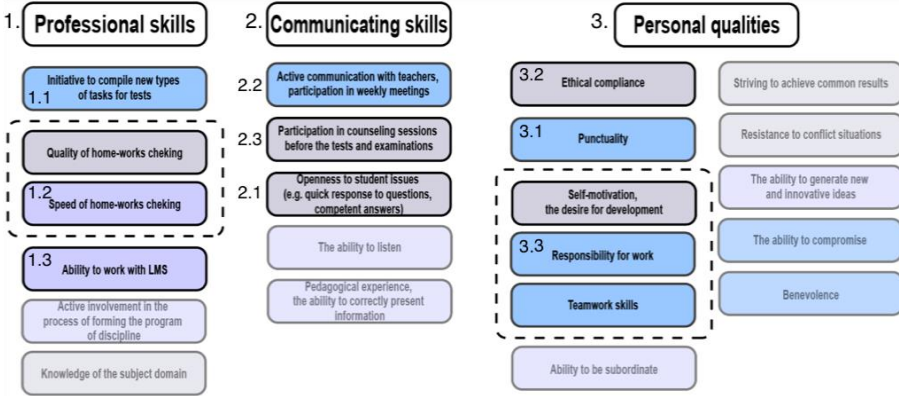 1. Professional skills
1.1 Initiative to compile new types
of tasks for tests
Quality of home-works cheking
1.2 Speed of home-works cheking
1.3 Ability to work with LMS
Active involvement in the
process of forming the program
of discipline
Knowledge of the subject domain
2. Communicating skills
2.2 Active communication with teachers,
participation in weekly meetings
2.3 Participation in counseling sessions
before the tests and examinations
2.1 Openness to student issues
(e.g. quick response to questions,
competent answers)
The ability to listen
Pedagogical experience,
the ability to correctly present
information
3. Personal qualities
3.2 Ethical compliance
3.1 Punctuality
Self-motivation,
the desire for development
3.3 Responsibility for work
Teamwork skills
Ability to be subordinate
Striving to achieve common results
Resistance to conflict situations
The ability to generate new
and innovative ideas
The ability to compromise
Benevolence